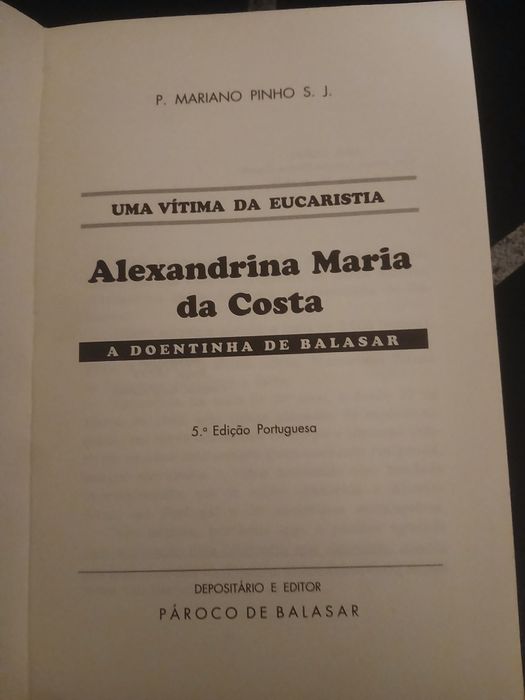 P. MARIANO PINHO S. J.
UMA VÍTIMA DA EUCARISTIA
Alexandrina Maria
da Costa
A DOENTINHA DE BALASAR
5.ª Edição Portuguesa
DEPOSITÁRIO E EDITOR
PÁROCO DE BALASAR